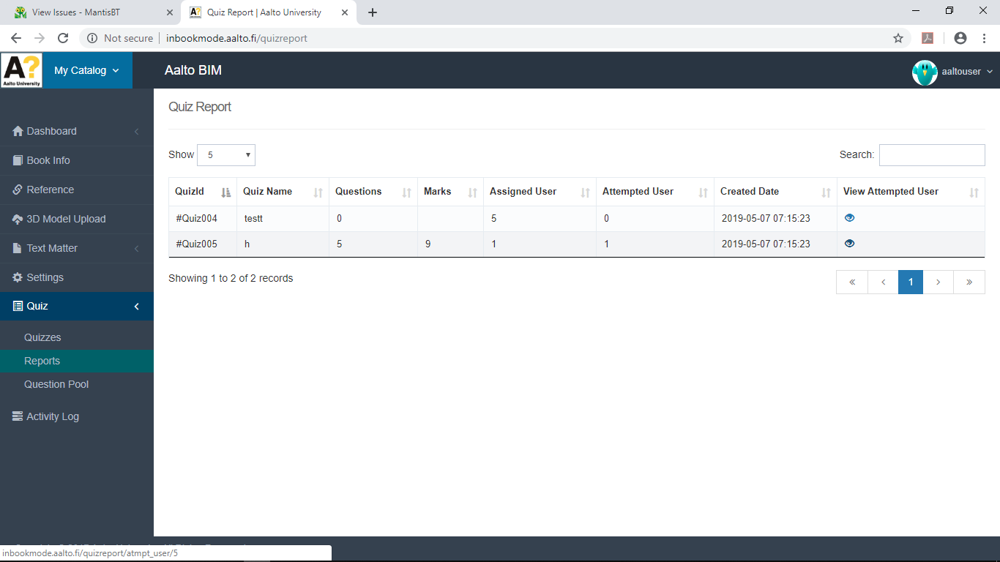 View Issues - MantisBT
Quiz Report | Aalto University
Not secure | inbookmode.aalto.fi/quizreport
A?
Aalto University
My Catalog
Aalto BIM
aaltouser
Dashboard
Book Info
Reference
3D Model Upload
Text Matter
Settings
Quiz
Quizzes
Reports
Question Pool
Activity Log
Quiz Report
Show 5 Search:
QuizId Quiz Name Questions Marks Assigned User Attempted User Created Date View Attempted User
#Quiz004 testt 0 5 0 2019-05-07 07:15:23
#Quiz005 h 5 9 1 1 2019-05-07 07:15:23
Showing 1 to 2 of 2 records
« ‹ 1 › »
inbookmode.aalto.fi/quizreport/atmpt_user/5